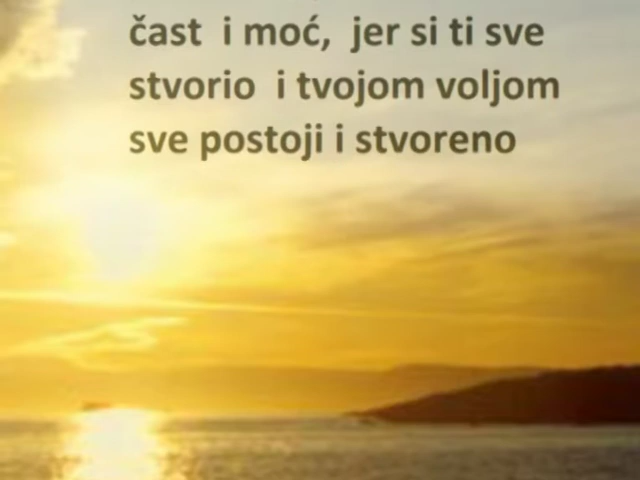 čast i moć, jer si ti sve
stvorio i tvojom voljom
sve postoji i stvoreno